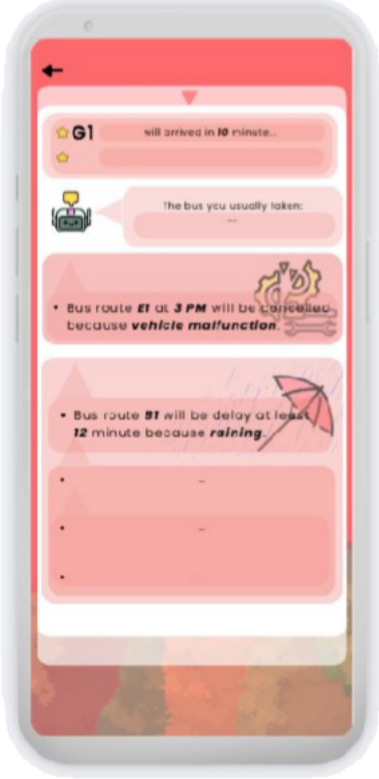 G1 will arrived in 10 minute...
The bus you usually taken:
...
• Bus route E1 at 3 PM will be cancelled
because vehicle malfunction.
• Bus route B1 will be delay at least
12 minute because raining.
• ...
• ...
•